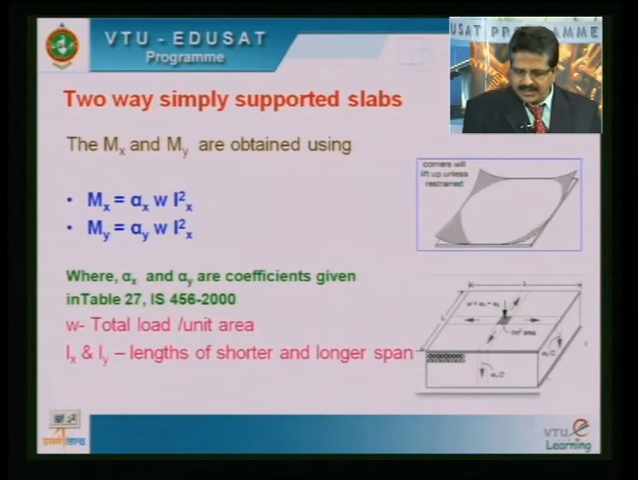 VTU - EDUSAT
Programme
USAT PROGRAMME
Two way simply supported slabs
The Mx and My are obtained using
• Mx = αx w l²x
• My = αy w l²x
corners will
lift up unless
restrained
Where, αx and αy are coefficients given
inTable 27, IS 456-2000
w- Total load /unit area
lx & ly – lengths of shorter and longer span
1m² area
VTU e
Learning